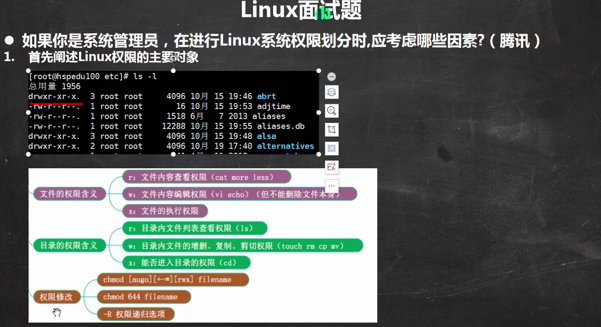 Linux面试题
● 如果你是系统管理员，在进行Linux系统权限划分时,应考虑哪些因素?（腾讯）
1. 首先阐述Linux权限的主要对象
[root@hspedu100 etc]# ls -l
总用量 1956
drwxr-xr-x. 3 root root 4096 10月 15 19:46 abrt
-rw-r--r--. 1 root root 16 10月 15 19:53 adjtime
-rw-r--r--. 1 root root 1518 6月 7 2013 aliases
-rw-r--r--. 1 root root 12288 10月 15 19:55 aliases.db
drwxr-xr-x. 3 root root 4096 10月 15 19:48 alsa
drwxr-xr-x. 2 root root 4096 10月 19 17:40 alternatives
文件的权限含义
r：文件内容查看权限（cat more less）
w：文件内容编辑权限（vi echo）（但不能删除文件本身）
x：文件的执行权限
目录的权限含义
r：目录内文件列表查看权限（ls）
w：目录内文件的增删、复制、剪切权限（touch rm cp mv）
x：能否进入目录的权限（cd）
权限修改
chmod [augo][+-=][rwx] filename
chmod 644 filename
-R 权限递归选项